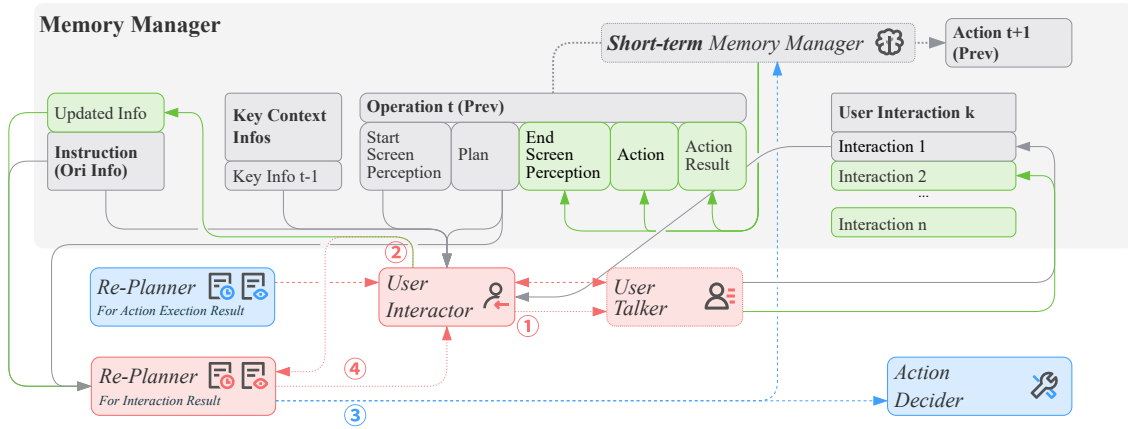 Memory Manager
Short-term Memory Manager
Action t+1
(Prev)
Updated Info
Instruction
(Ori Info)
Key Context
Infos
Key Info t-1
Operation t (Prev)
Start
Screen
Perception
Plan
End
Screen
Perception
Action
Action
Result
User Interaction k
Interaction 1
Interaction 2
...
Interaction n
②
Re-Planner
For Action Exection Result
User
Interactor
①
User
Talker
Re-Planner
For Interaction Result
④
③
Action
Decider